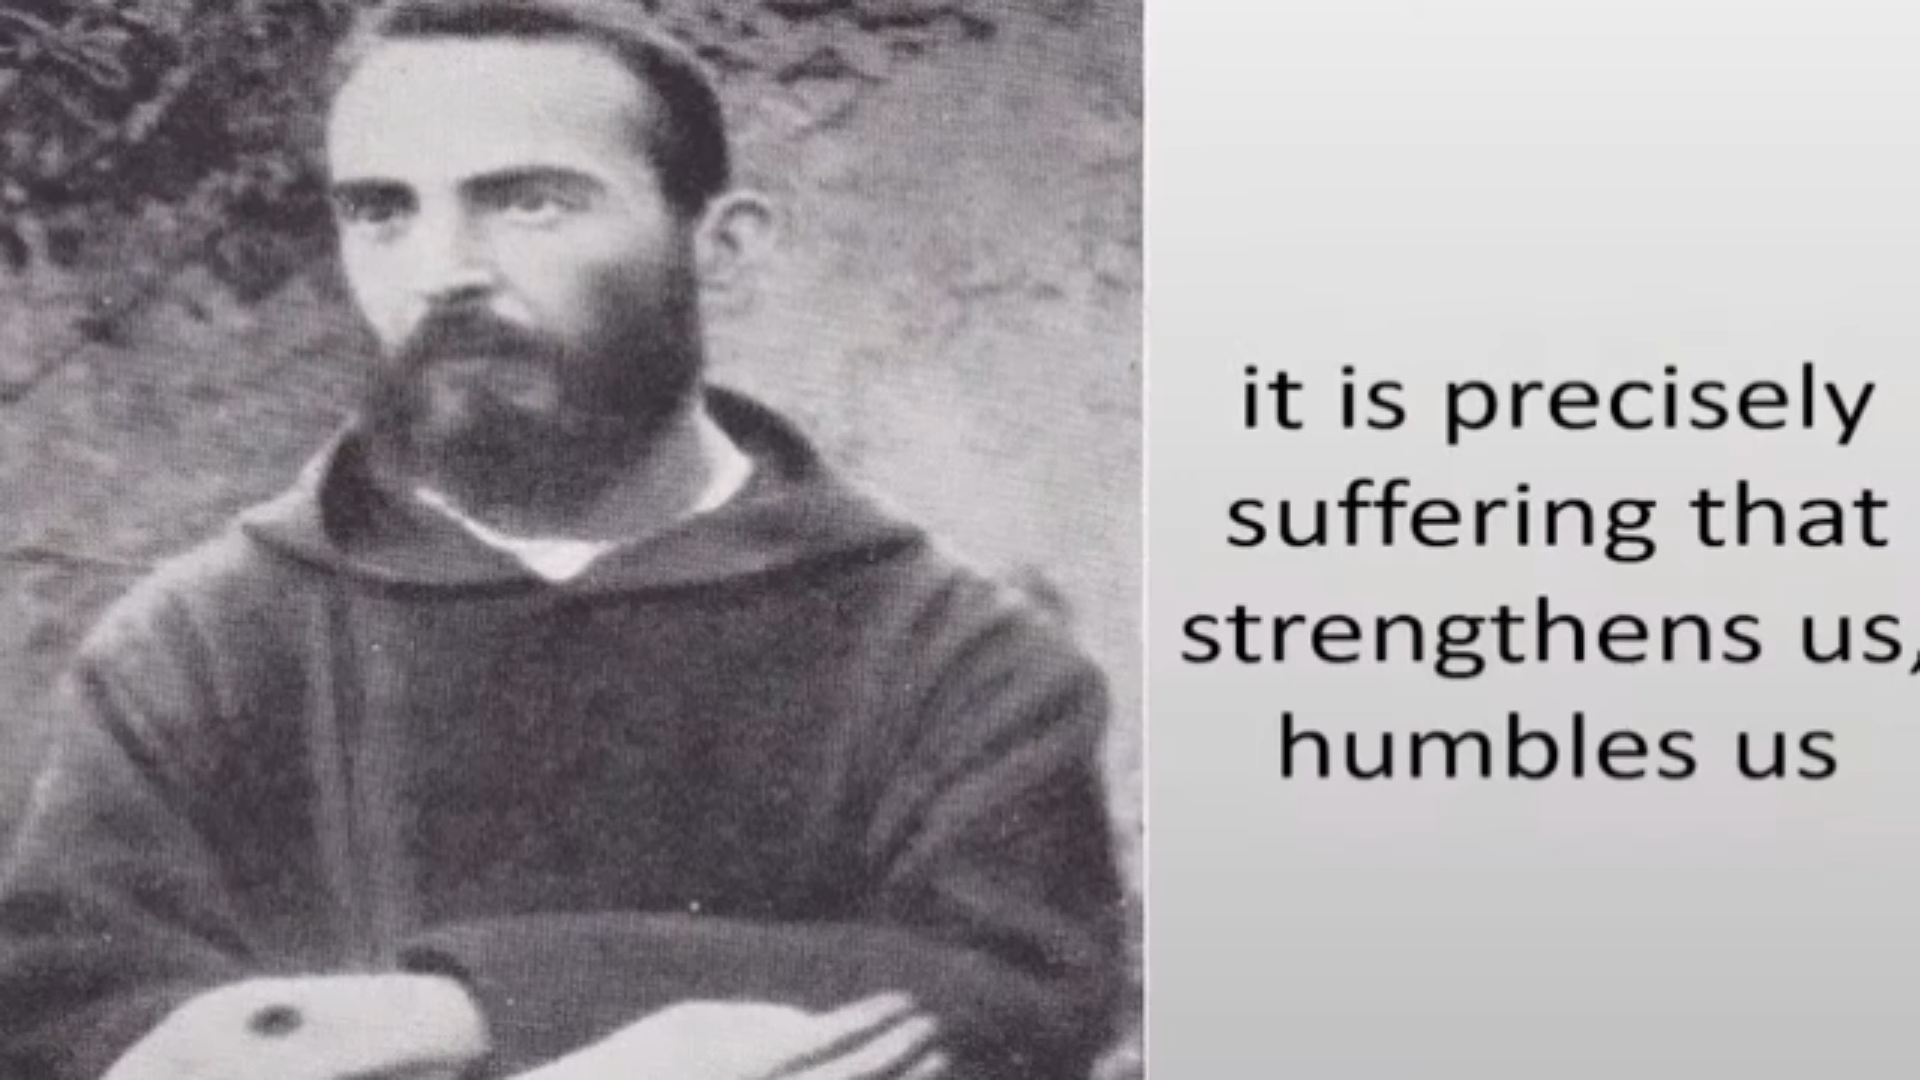 it is precisely
suffering that
strengthens us,
humbles us